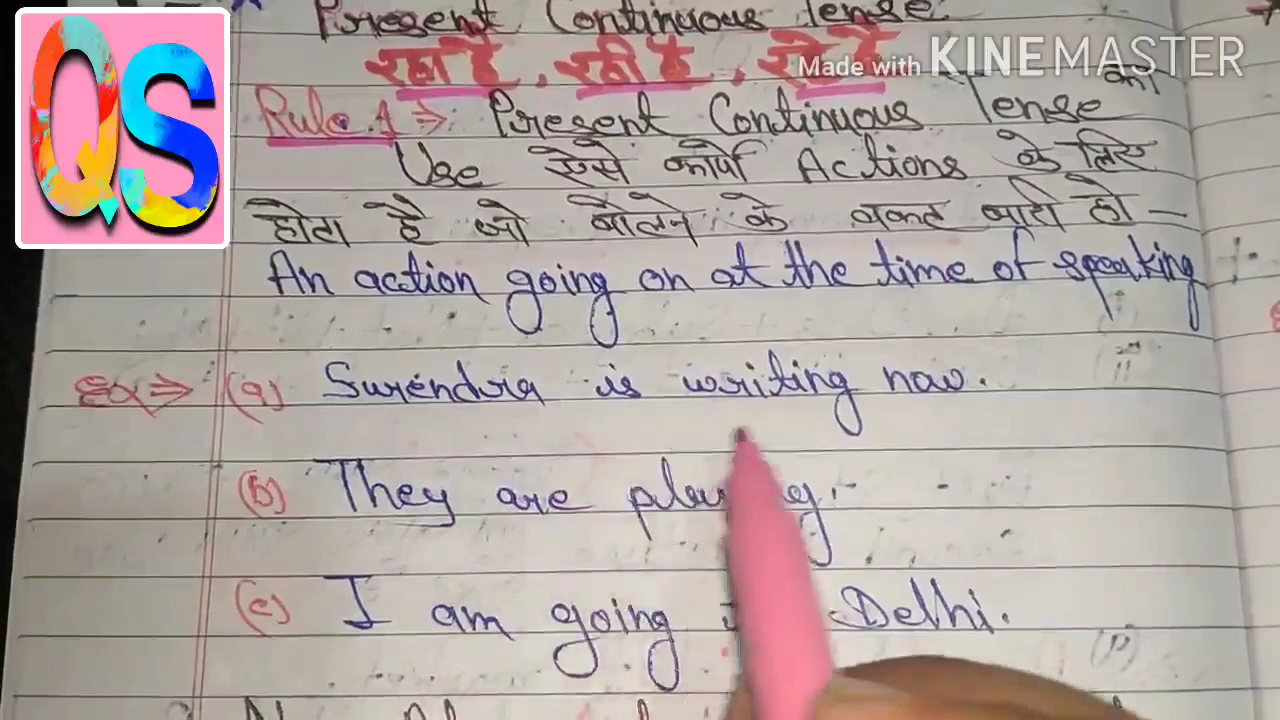 QS
Present Continuous Tense
रहा है, रही है, रहे है
Made with KINEMASTER
Rule 1 ⇒ Present Continuous Tense का
Use ऐसे कार्यो Actions के लिए
होता है जो बोलने के वक्त जारी हो —
An action going on at the time of speaking
Ex ⇒ (a) Surendra is writing now.
(b) They are playing.
(c) I am going Delhi.